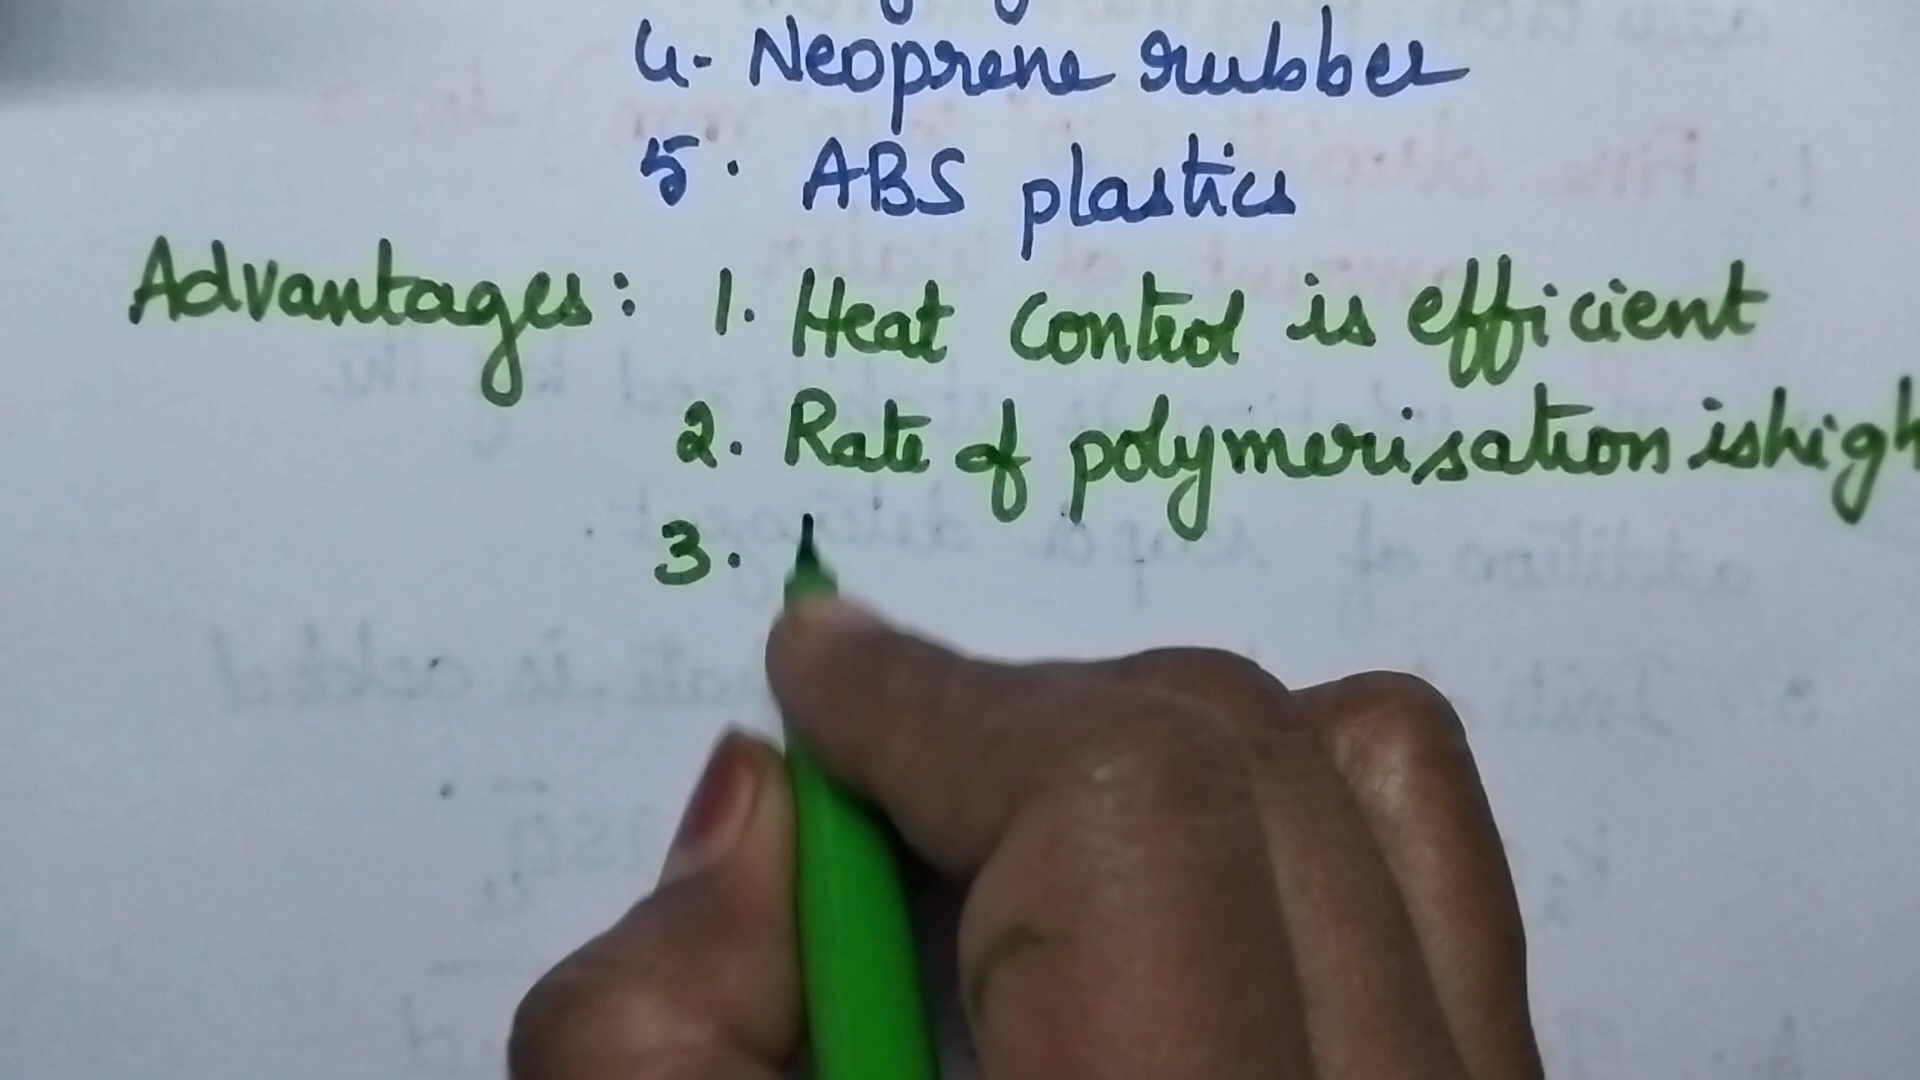 4. Neoprene rubber
5. ABS plastics
Advantages: 1. Heat control is efficient
2. Rate of polymerisation is high
3.